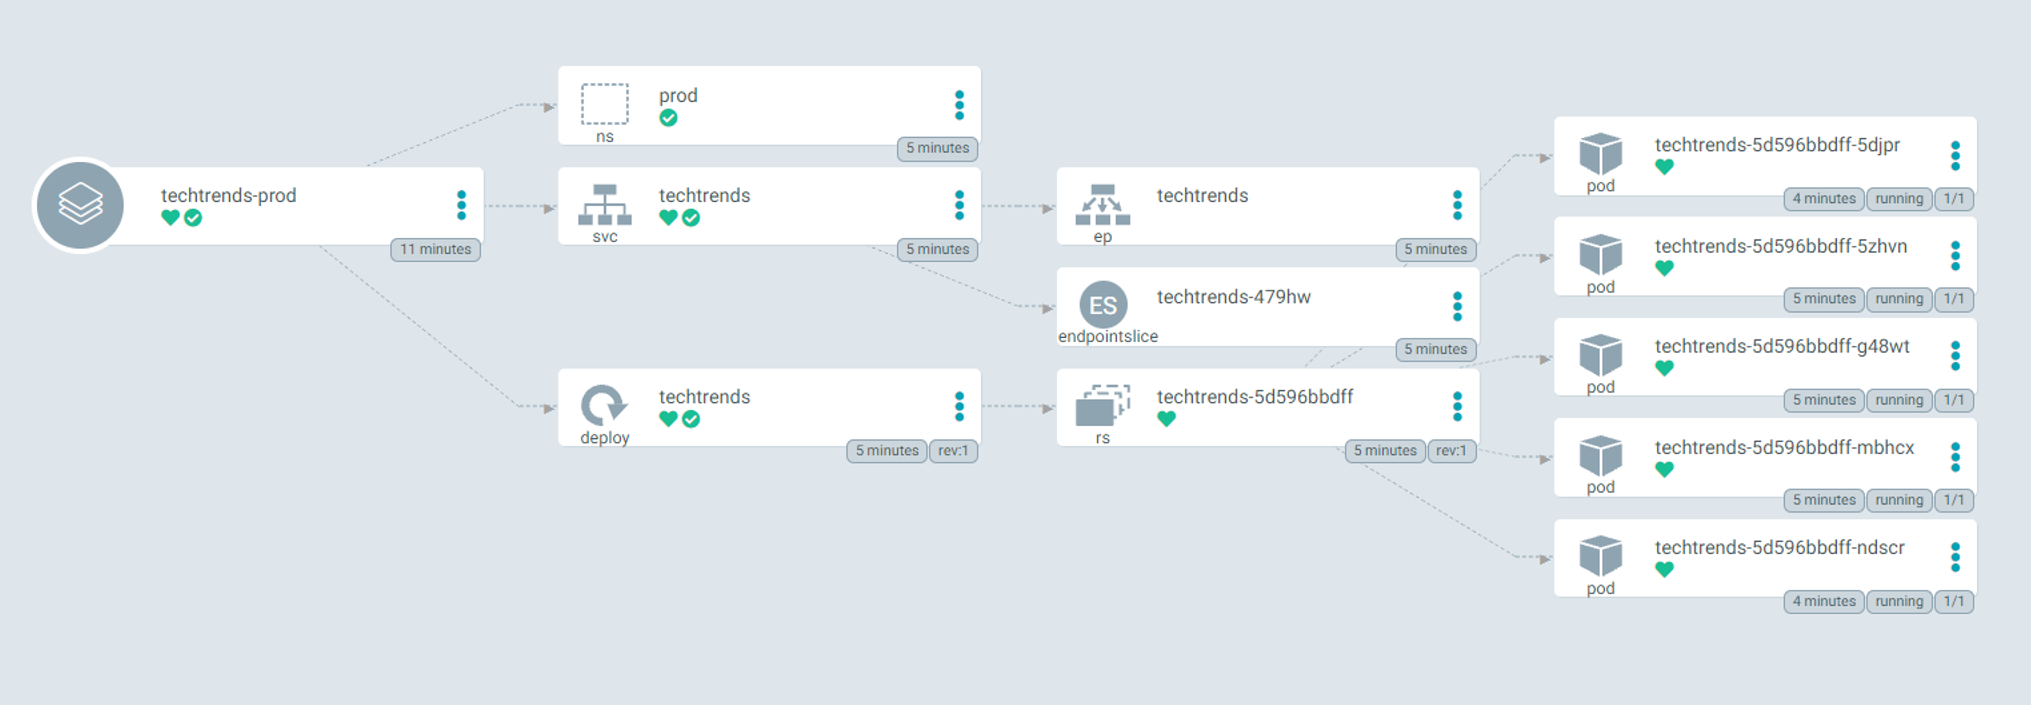 techtrends-prod
11 minutes
prod
ns
5 minutes
techtrends
svc
5 minutes
techtrends
deploy
5 minutes rev:1
techtrends
ep
5 minutes
ES
techtrends-479hw
endpointslice
5 minutes
techtrends-5d596bbdff
rs
5 minutes rev:1
techtrends-5d596bbdff-5djpr
pod
4 minutes running 1/1
techtrends-5d596bbdff-5zhvn
pod
5 minutes running 1/1
techtrends-5d596bbdff-g48wt
pod
5 minutes running 1/1
techtrends-5d596bbdff-mbhcx
pod
5 minutes running 1/1
techtrends-5d596bbdff-ndscr
pod
4 minutes running 1/1